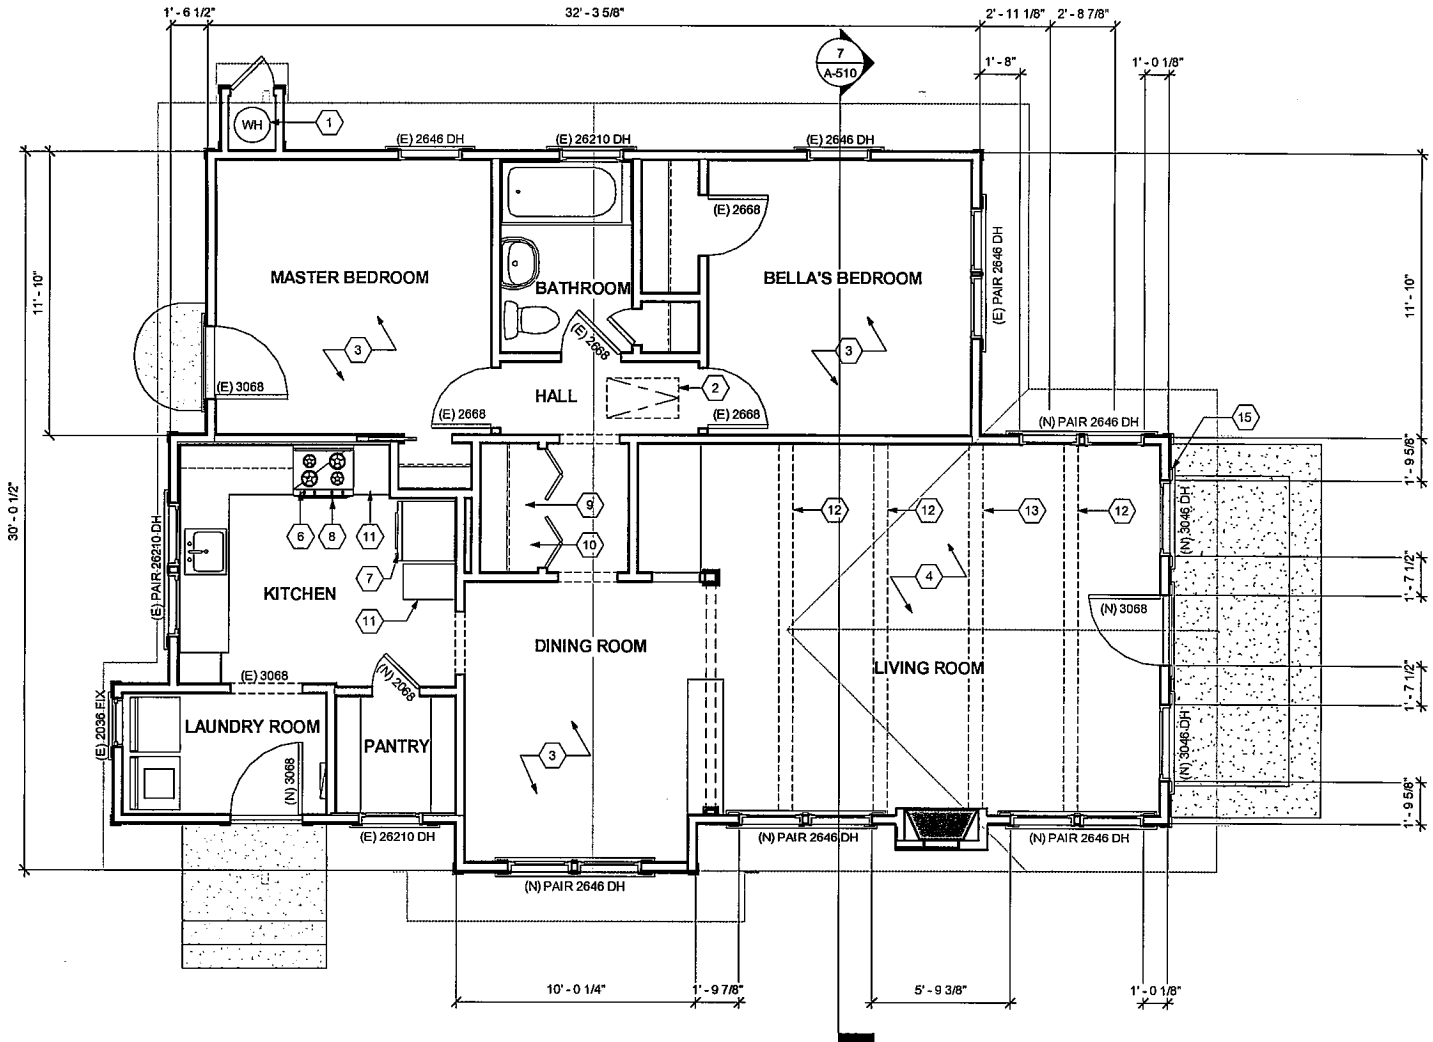 1' - 6 1/2"
32' - 3 5/8"
2' - 11 1/8"
2' - 8 7/8"
7
A-510
1' - 8"
1' - 0 1/8"
WH
1
(E) 2646 DH
(E) 26210 DH
(E) 2646 DH
(E) 2668
MASTER BEDROOM
BATHROOM
BELLA'S BEDROOM
(E) PAIR 2646 DH
11' - 10"
11' - 10"
3
(E) 2668
3
(E) 3068
HALL
2
(E) 2668
(E) 2668
(N) PAIR 2646 DH
15
1' - 9 5/8"
30' - 0 1/2"
(E) PAIR 26210 DH
6
8
11
9
10
12
12
13
12
(N) 3046 DH
7
4
1' - 7 1/2"
KITCHEN
11
(N) 3068
DINING ROOM
LIVING ROOM
(E) 3068
(N) 2068
1' - 7 1/2"
(E) 2036 FIX
LAUNDRY ROOM
PANTRY
3
(N) 3068
(N) 3046 DH
1' - 9 5/8"
(E) 26210 DH
(N) PAIR 2646 DH
(N) PAIR 2646 DH
(N) PAIR 2646 DH
10' - 0 1/4"
1' - 9 7/8"
5' - 9 3/8"
1' - 0 1/8"